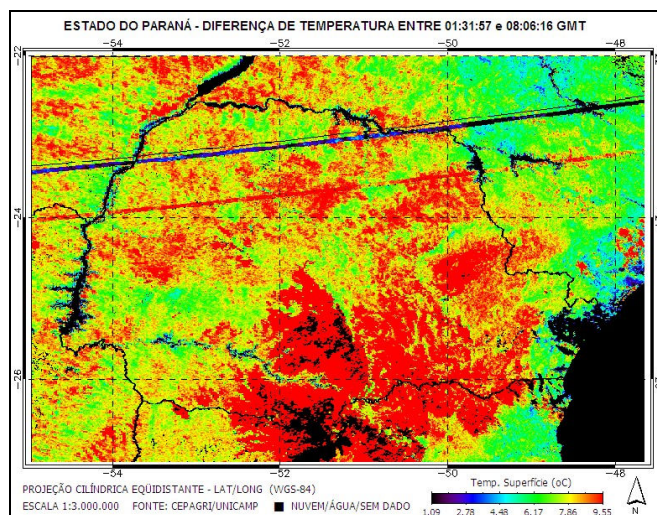 ESTADO DO PARANÁ - DIFERENÇA DE TEMPERATURA ENTRE 01:31:57 e 08:06:16 GMT
-54 -52 -50 -48
-22
-24
-26
-54 -52 -50 -48
PROJEÇÃO CILÍNDRICA EQÜIDISTANTE - LAT/LONG (WGS-84)
ESCALA 1:3.000.000 FONTE: CEPAGRI/UNICAMP NUVEM/ÁGUA/SEM DADO
Temp. Superfície (oC)
1.09 2.78 4.48 6.17 7.86 9.55
N